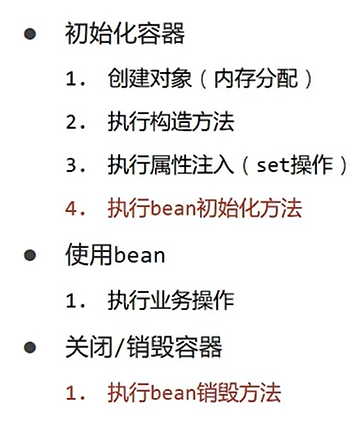 ● 初始化容器
1. 创建对象（内存分配）
2. 执行构造方法
3. 执行属性注入（set操作）
4. 执行bean初始化方法
● 使用bean
1. 执行业务操作
● 关闭/销毁容器
1. 执行bean销毁方法